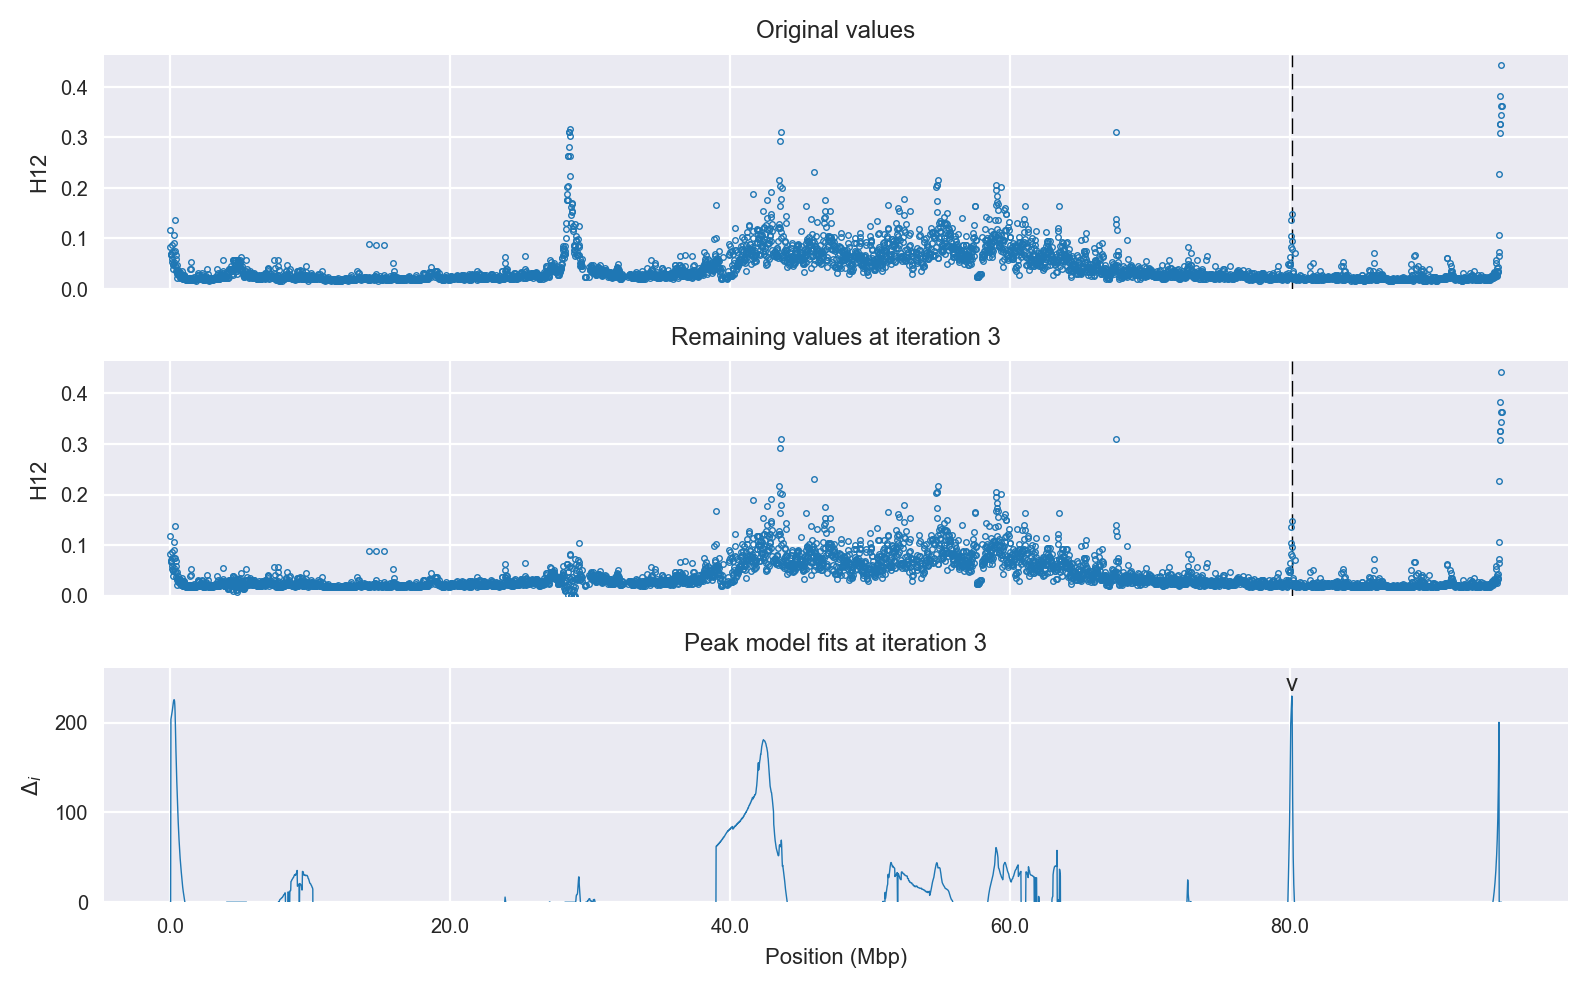 Original values
0.4
0.3
0.2
0.1
0.0
H12
Remaining values at iteration 3
0.4
0.3
0.2
0.1
0.0
H12
Peak model fits at iteration 3
v
200
100
0
Δi
0.0 20.0 40.0 60.0 80.0
Position (Mbp)